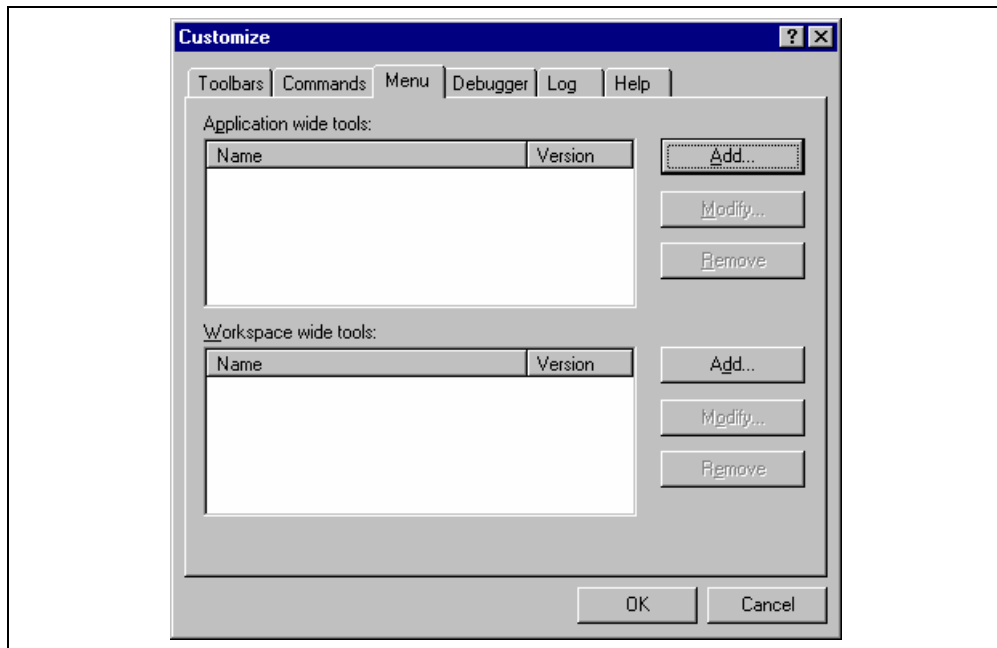 Customize
Toolbars Commands Menu Debugger Log Help
Application wide tools:
Name Version
Add...
Modify...
Remove
Workspace wide tools:
Name Version
Add...
Modify...
Remove
OK Cancel